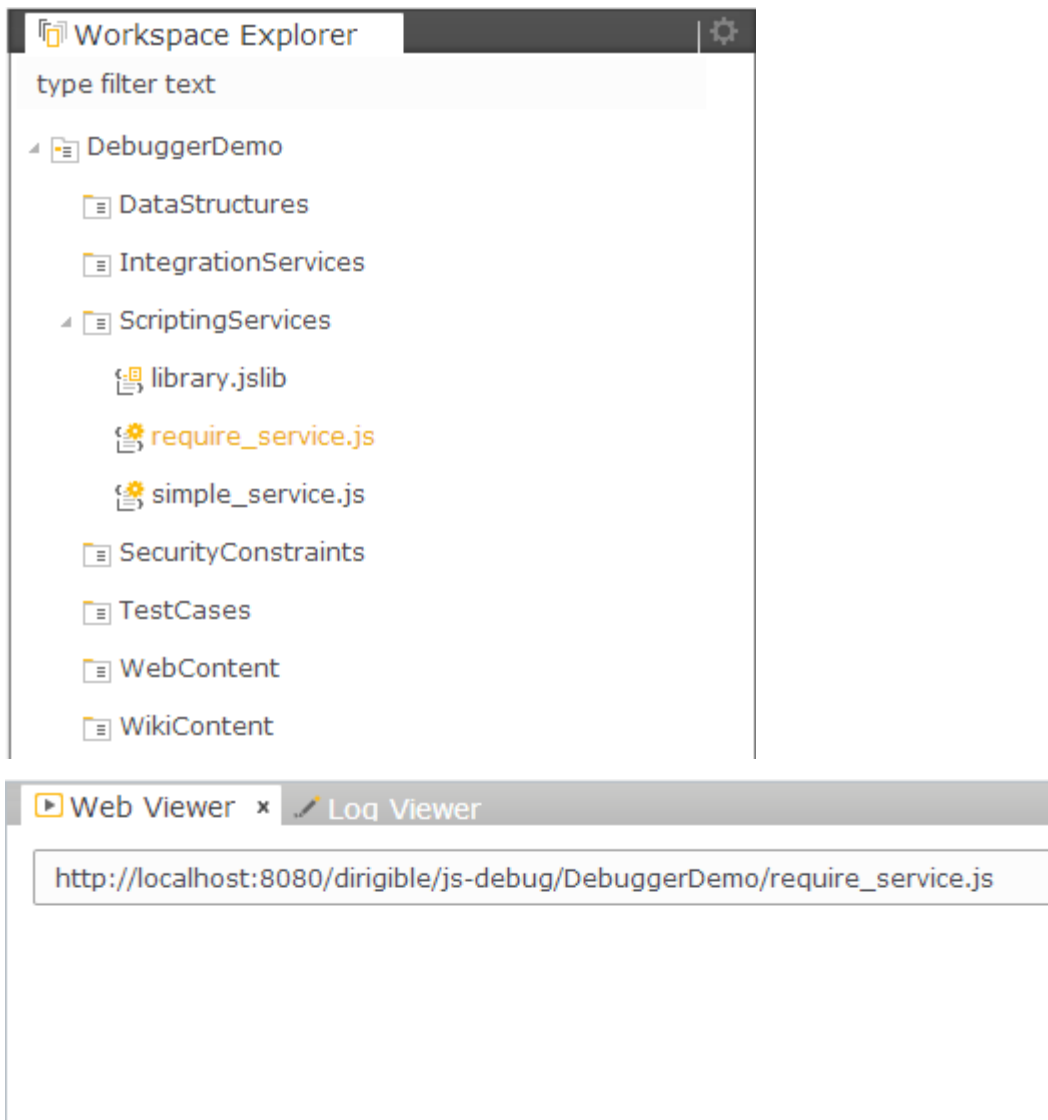 Workspace Explorer
type filter text
DebuggerDemo
DataStructures
IntegrationServices
ScriptingServices
library.jslib
require_service.js
simple_service.js
SecurityConstraints
TestCases
WebContent
WikiContent
Web Viewer x Log Viewer
http://localhost:8080/dirigible/js-debug/DebuggerDemo/require_service.js